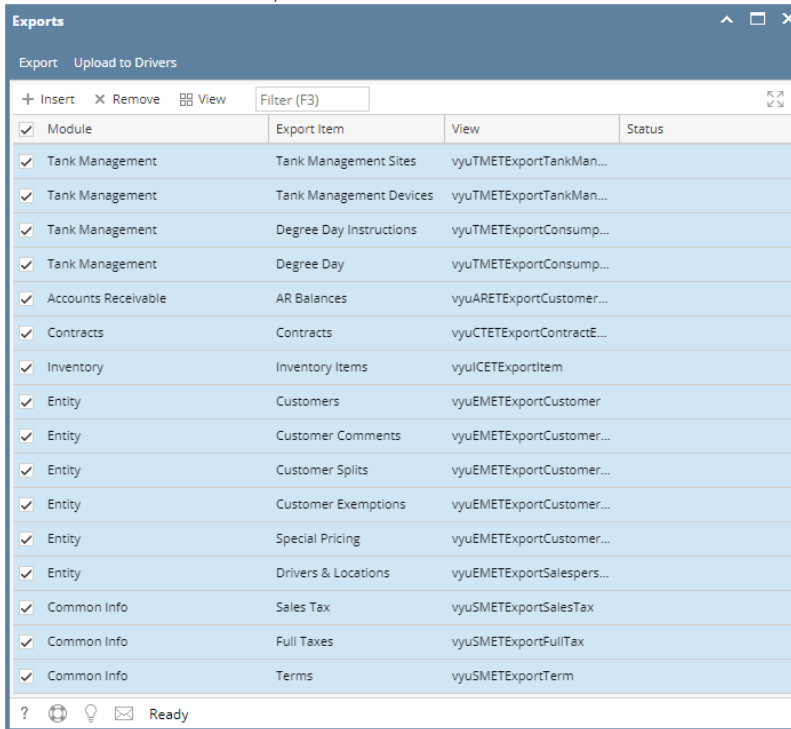 Exports
Export Upload to Drivers
Insert Remove View Filter (F3)
Module Export Item View Status
Tank Management Tank Management Sites vyuTMETExportTankMan...
Tank Management Tank Management Devices vyuTMETExportTankMan...
Tank Management Degree Day Instructions vyuTMETExportConsump...
Tank Management Degree Day vyuTMETExportConsump...
Accounts Receivable AR Balances vyuARETExportCustomer...
Contracts Contracts vyuCTETExportContractE...
Inventory Inventory Items vyuICETExportItem
Entity Customers vyuEMETExportCustomer
Entity Customer Comments vyuEMETExportCustomer...
Entity Customer Splits vyuEMETExportCustomer...
Entity Customer Exemptions vyuEMETExportCustomer...
Entity Special Pricing vyuEMETExportCustomer...
Entity Drivers & Locations vyuEMETExportSalespers...
Common Info Sales Tax vyuSMETExportSalesTax
Common Info Full Taxes vyuSMETExportFullTax
Common Info Terms vyuSMETExportTerm
? Ready